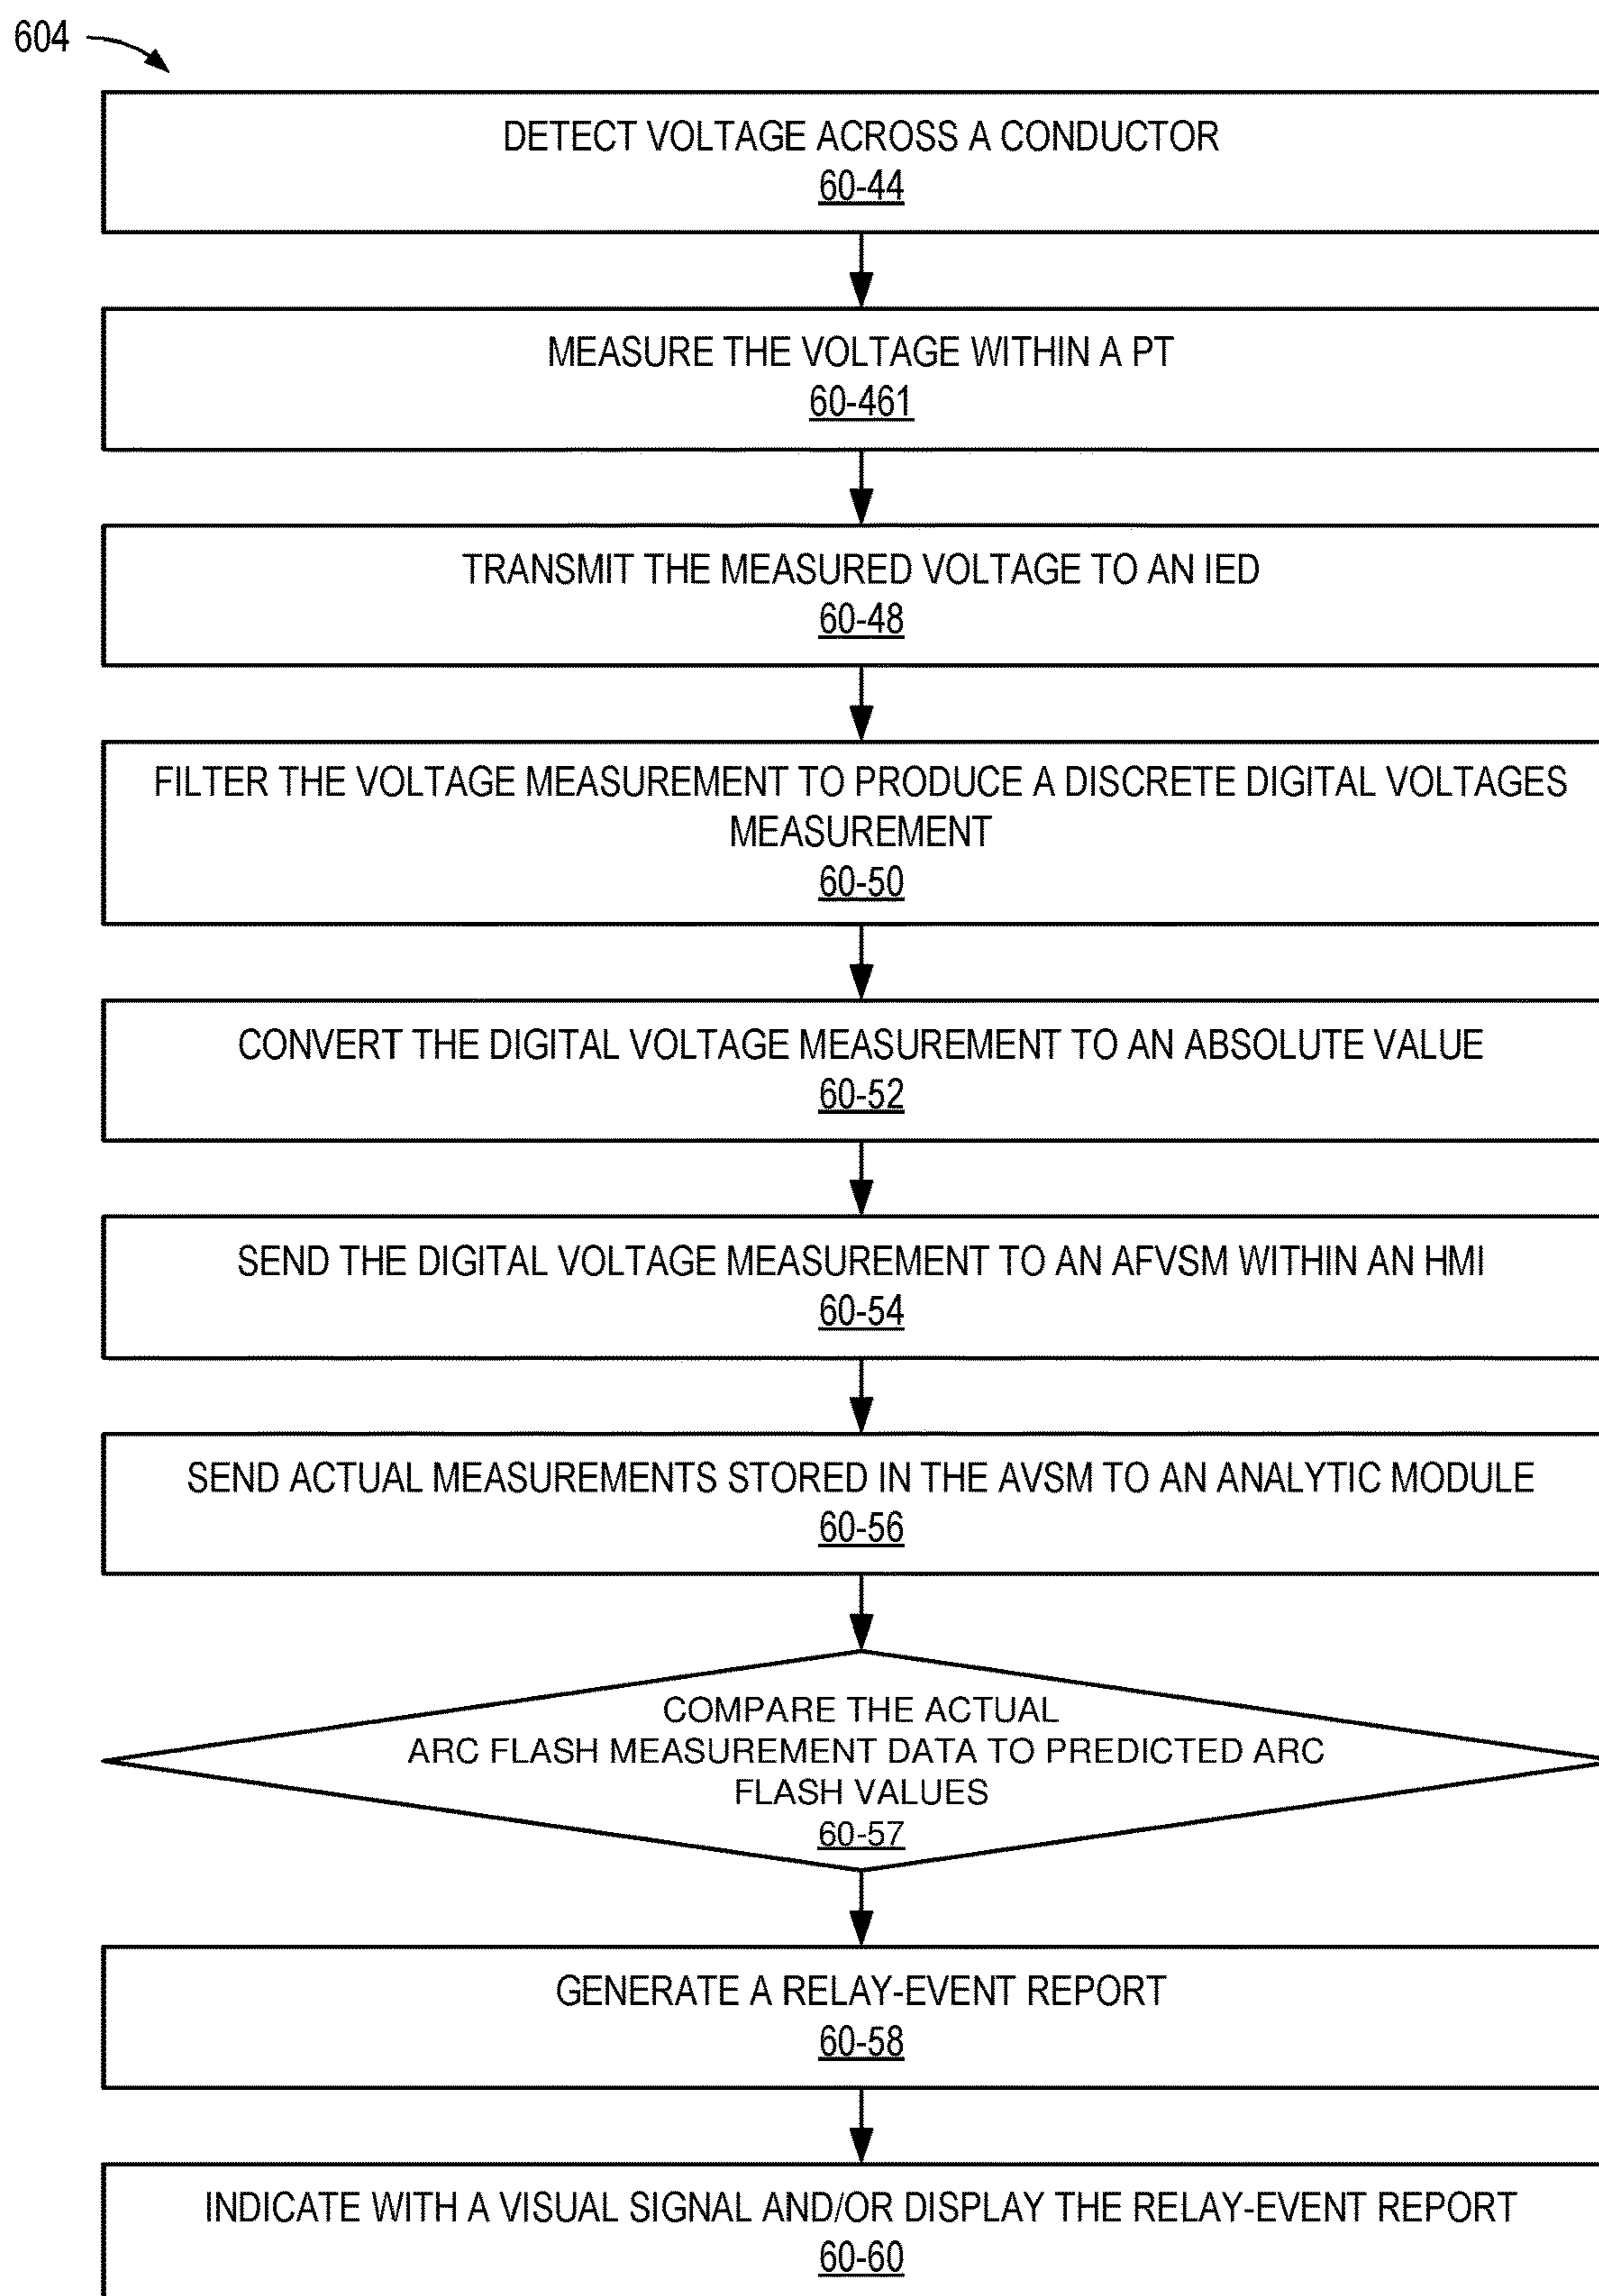 604
DETECT VOLTAGE ACROSS A CONDUCTOR
60-44
MEASURE THE VOLTAGE WITHIN A PT
60-461
TRANSMIT THE MEASURED VOLTAGE TO AN IED
60-48
FILTER THE VOLTAGE MEASUREMENT TO PRODUCE A DISCRETE DIGITAL VOLTAGES
MEASUREMENT
60-50
CONVERT THE DIGITAL VOLTAGE MEASUREMENT TO AN ABSOLUTE VALUE
60-52
SEND THE DIGITAL VOLTAGE MEASUREMENT TO AN AFVSM WITHIN AN HMI
60-54
SEND ACTUAL MEASUREMENTS STORED IN THE AVSM TO AN ANALYTIC MODULE
60-56
COMPARE THE ACTUAL
ARC FLASH MEASUREMENT DATA TO PREDICTED ARC
FLASH VALUES
60-57
GENERATE A RELAY-EVENT REPORT
60-58
INDICATE WITH A VISUAL SIGNAL AND/OR DISPLAY THE RELAY-EVENT REPORT
60-60